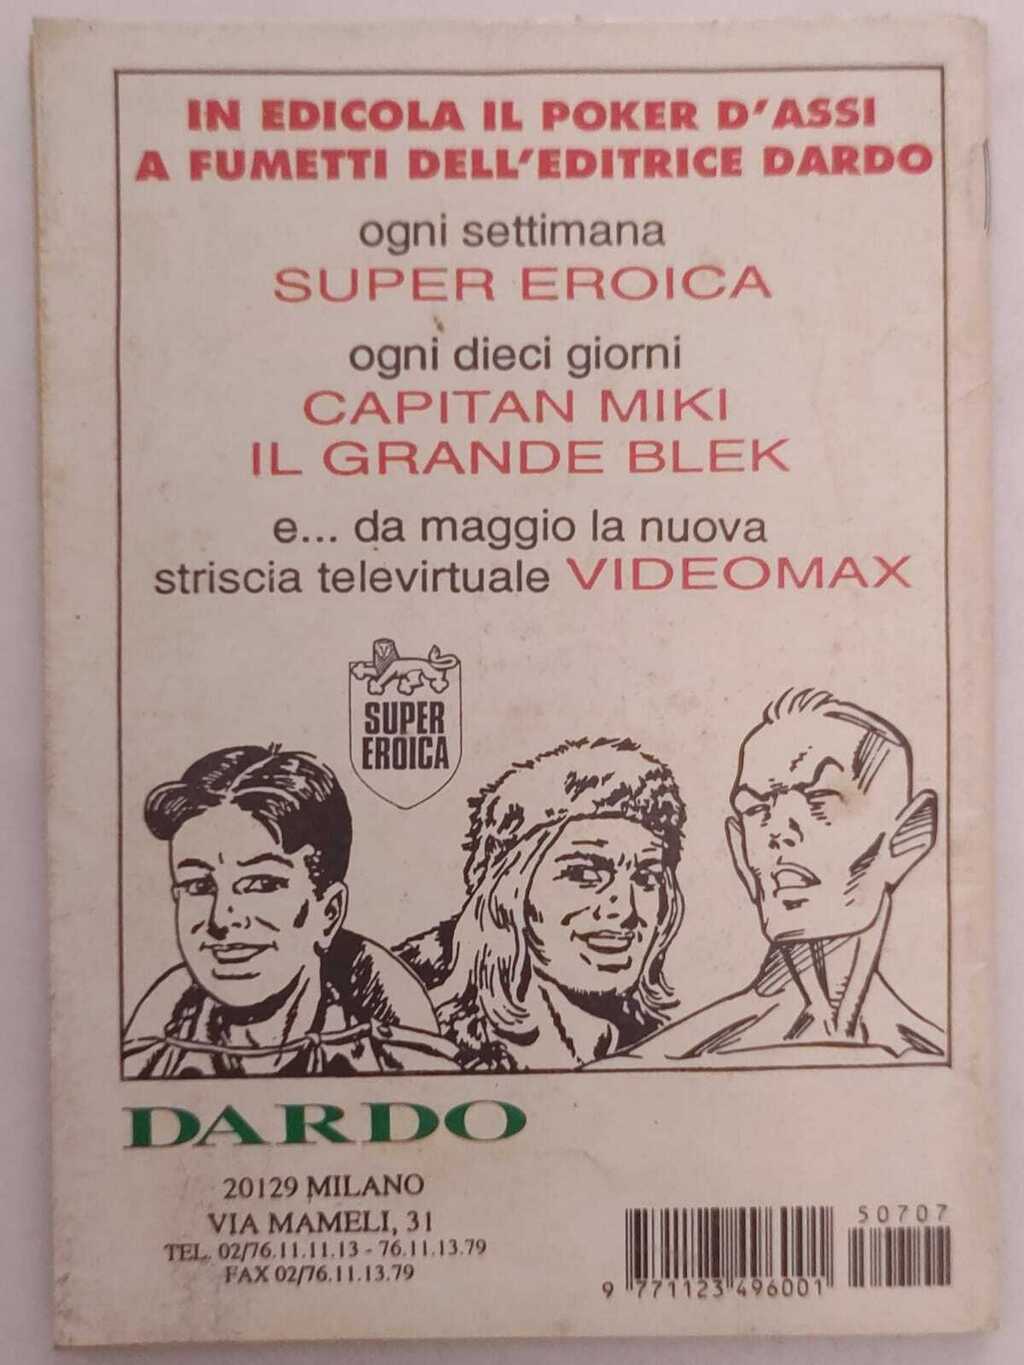 IN EDICOLA IL POKER D'ASSI
A FUMETTI DELL'EDITRICE DARDO
ogni settimana
SUPER EROICA
ogni dieci giorni
CAPITAN MIKI
IL GRANDE BLEK
e... da maggio la nuova
striscia televirtuale VIDEOMAX
SUPER
EROICA
DARDO
20129 MILANO
VIA MAMELI, 31
TEL. 02/76.11.11.13 - 76.11.13.79
FAX 02/76.11.13.79
50707
9 771123 496001